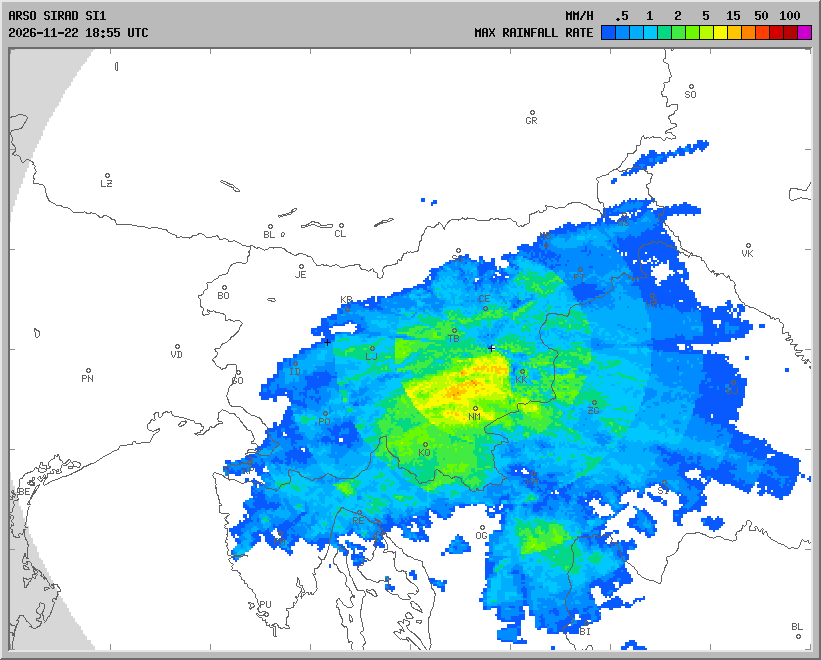 ARSO SIRAD SI1
MM/H .5 1 2 5 15 50 100
2026-11-22 18:55 UTC
MAX RAINFALL RATE
SO
GR
LZ
BL
CL
VK
JE
BO
KR
CE
TB
LJ
VD
GO
PN
KK
NM
ZG
PO
KO
BE
SI
RE
OG
PU
BI
BL